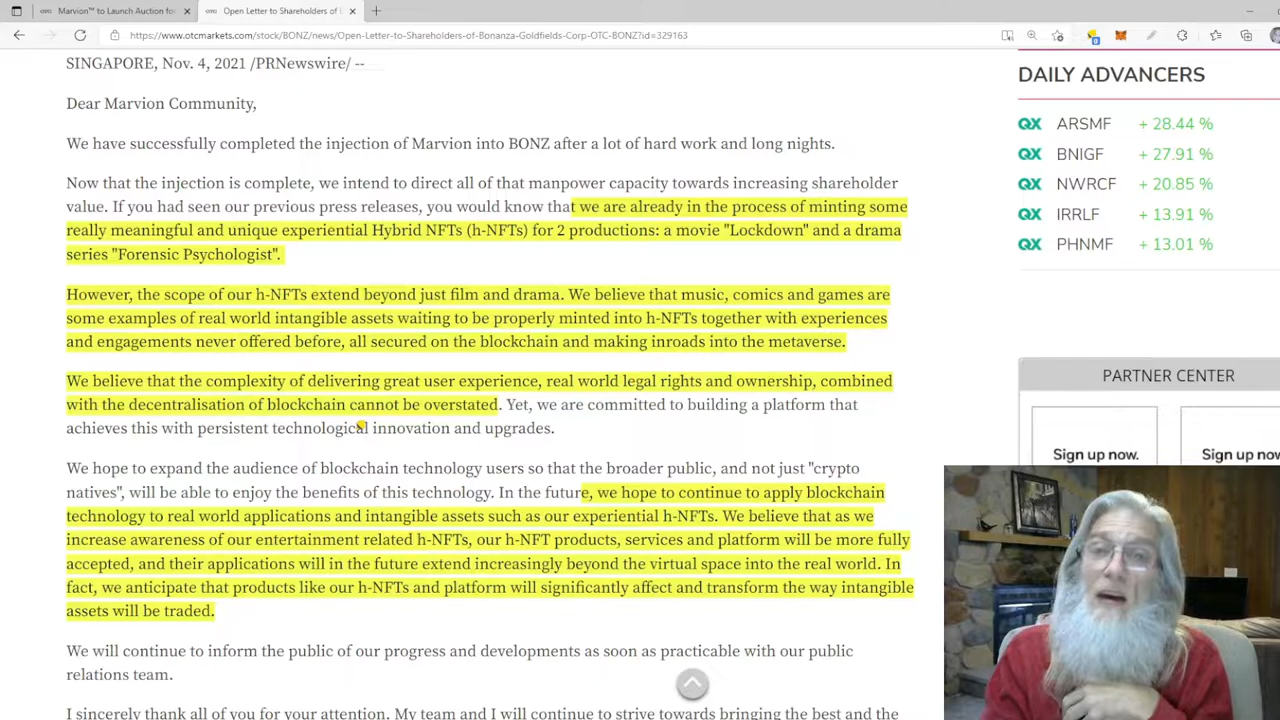 Marvion™ to Launch Auction for
Open Letter to Shareholders of B
https://www.otcmarkets.com/stock/BONZ/news/Open-Letter-to-Shareholders-of-Bonanza-Goldfields-Corp-OTC-BONZ?id=329163
SINGAPORE, Nov. 4, 2021 /PRNewswire/ --
Dear Marvion Community,
We have successfully completed the injection of Marvion into BONZ after a lot of hard work and long nights.
Now that the injection is complete, we intend to direct all of that manpower capacity towards increasing shareholder
value. If you had seen our previous press releases, you would know that we are already in the process of minting some
really meaningful and unique experiential Hybrid NFTs (h-NFTs) for 2 productions: a movie "Lockdown" and a drama
series "Forensic Psychologist".
However, the scope of our h-NFTs extend beyond just film and drama. We believe that music, comics and games are
some examples of real world intangible assets waiting to be properly minted into h-NFTs together with experiences
and engagements never offered before, all secured on the blockchain and making inroads into the metaverse.
We believe that the complexity of delivering great user experience, real world legal rights and ownership, combined
with the decentralisation of blockchain cannot be overstated. Yet, we are committed to building a platform that
achieves this with persistent technological innovation and upgrades.
We hope to expand the audience of blockchain technology users so that the broader public, and not just "crypto
natives", will be able to enjoy the benefits of this technology. In the future, we hope to continue to apply blockchain
technology to real world applications and intangible assets such as our experiential h-NFTs. We believe that as we
increase awareness of our entertainment related h-NFTs, our h-NFT products, services and platform will be more fully
accepted, and their applications will in the future extend increasingly beyond the virtual space into the real world. In
fact, we anticipate that products like our h-NFTs and platform will significantly affect and transform the way intangible
assets will be traded.
We will continue to inform the public of our progress and developments as soon as practicable with our public
relations team.
I sincerely thank all of you for your attention. My team and I will continue to strive towards bringing the best and the
DAILY ADVANCERS
QX ARSMF + 28.44 %
QX BNIGF + 27.91 %
QX NWRCF + 20.85 %
QX IRRLF + 13.91 %
QX PHNMF + 13.01 %
PARTNER CENTER
Sign up now.
Sign up now.